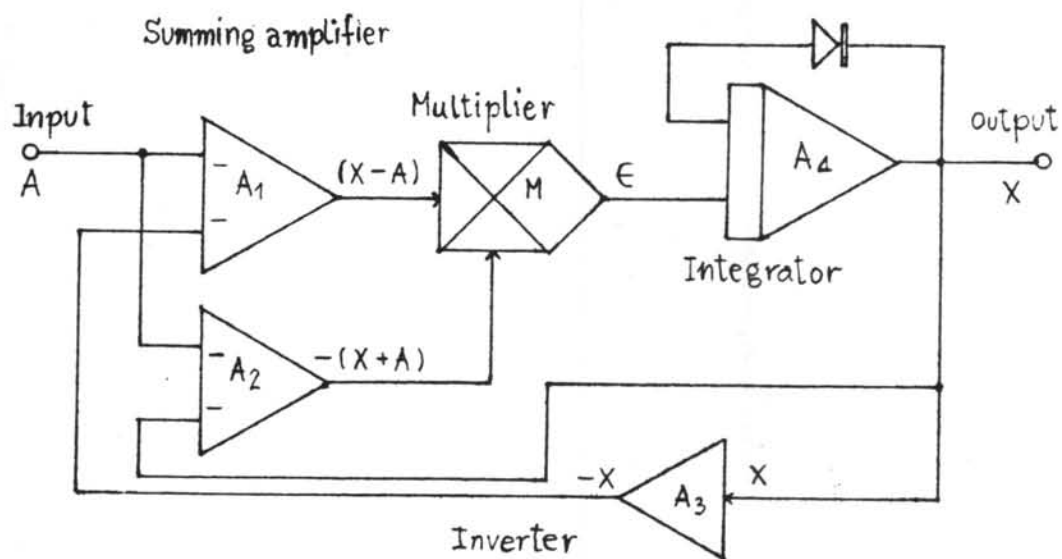 Summing amplifier
Input
A
Multiplier
output
X
A1
(X-A)
M
ϵ
A4
Integrator
A2
-(X+A)
-X
A3
X
Inverter
-
-
-
-